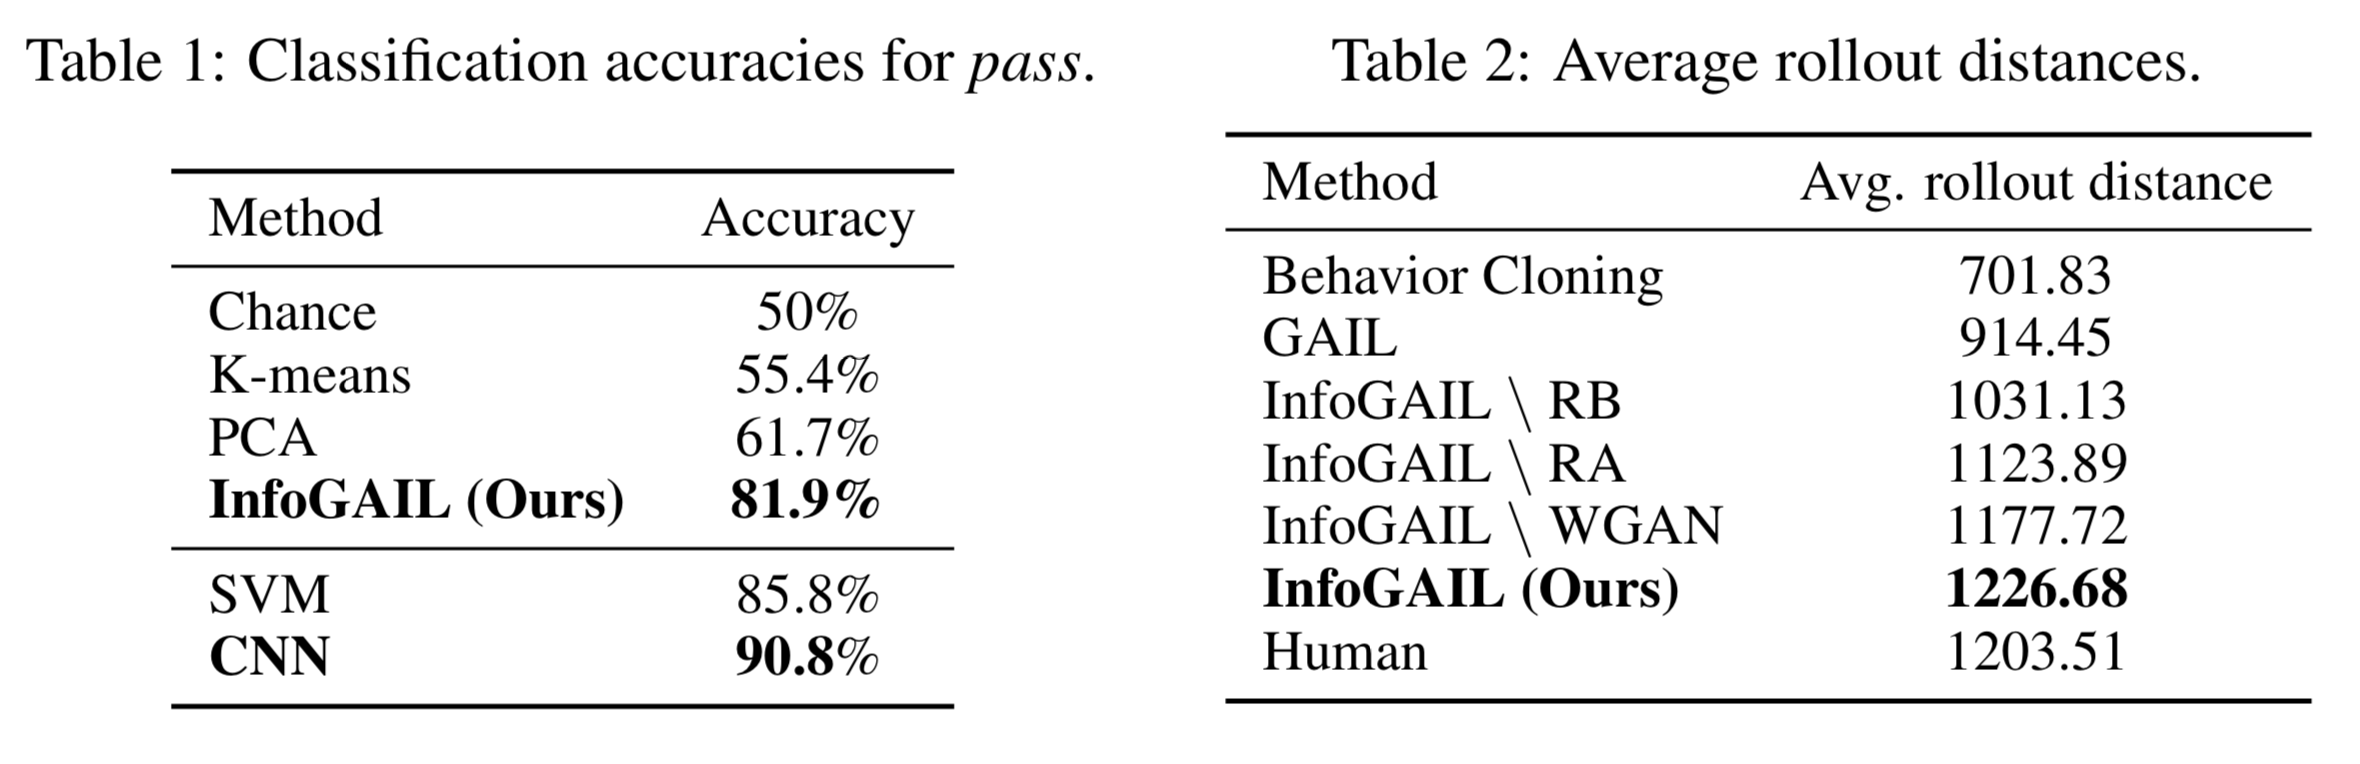 Table 1: Classification accuracies for pass.
Method Accuracy
Chance 50%
K-means 55.4%
PCA 61.7%
InfoGAIL (Ours) 81.9%
SVM 85.8%
CNN 90.8%
Table 2: Average rollout distances.
Method Avg. rollout distance
Behavior Cloning 701.83
GAIL 914.45
InfoGAIL \ RB 1031.13
InfoGAIL \ RA 1123.89
InfoGAIL \ WGAN 1177.72
InfoGAIL (Ours) 1226.68
Human 1203.51